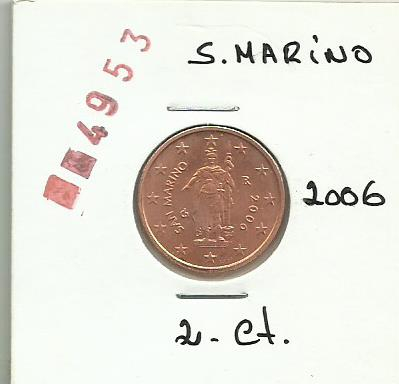 4953
S. MARiNO
SAN MARINO
R
2006
2006
2.- Ct.